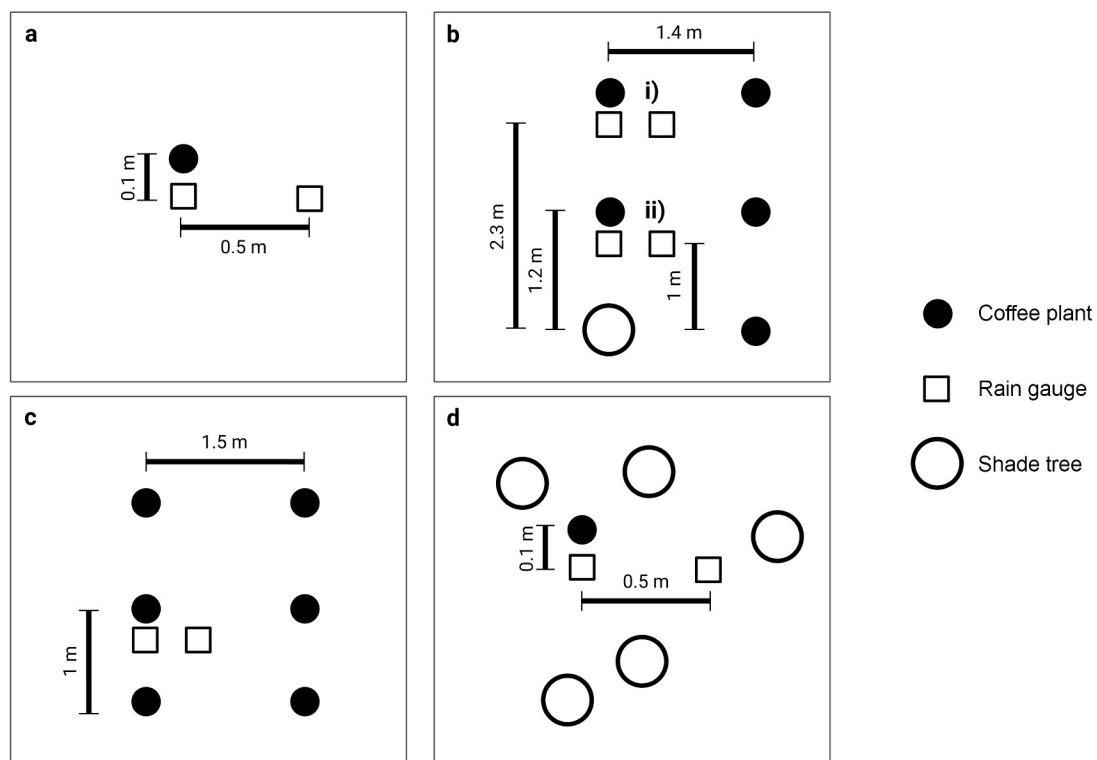 a
0.1 m
0.5 m
b
1.4 m
i)
2.3 m
ii)
1.2 m
1 m
c
1.5 m
1 m
d
0.1 m
0.5 m
Coffee plant
Rain gauge
Shade tree